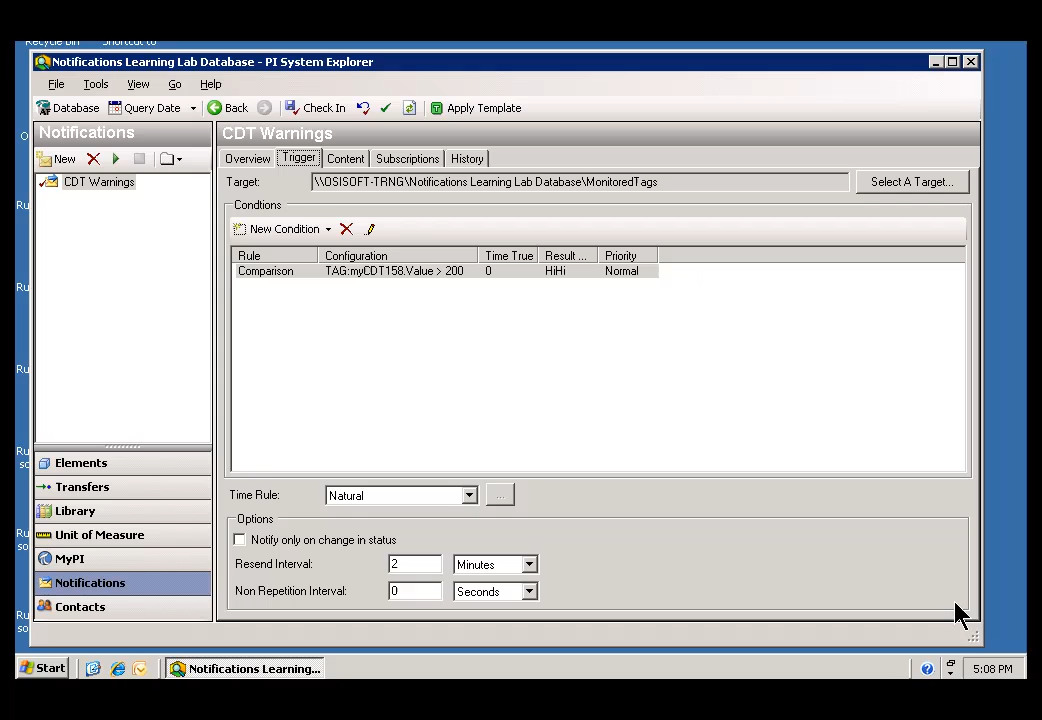 Recycle Bin Shortcut to
Notifications Learning Lab Database - PI System Explorer
File Tools View Go Help
Database Query Date Back Check In Apply Template
Notifications
CDT Warnings
New
Overview Trigger Content Subscriptions History
CDT Warnings
Target: \\OSISOFT-TRNG\Notifications Learning Lab Database\MonitoredTags Select A Target...
Condtions
New Condition
Rule Configuration Time True Result ... Priority
Comparison TAG:myCDT158.Value > 200 0 HiHi Normal
Elements
Transfers
Library
Unit of Measure
MyPI
Notifications
Contacts
Time Rule: Natural ...
Options
Notify only on change in status
Resend Interval: 2 Minutes
Non Repetition Interval: 0 Seconds
Start Notifications Learning... 5:08 PM